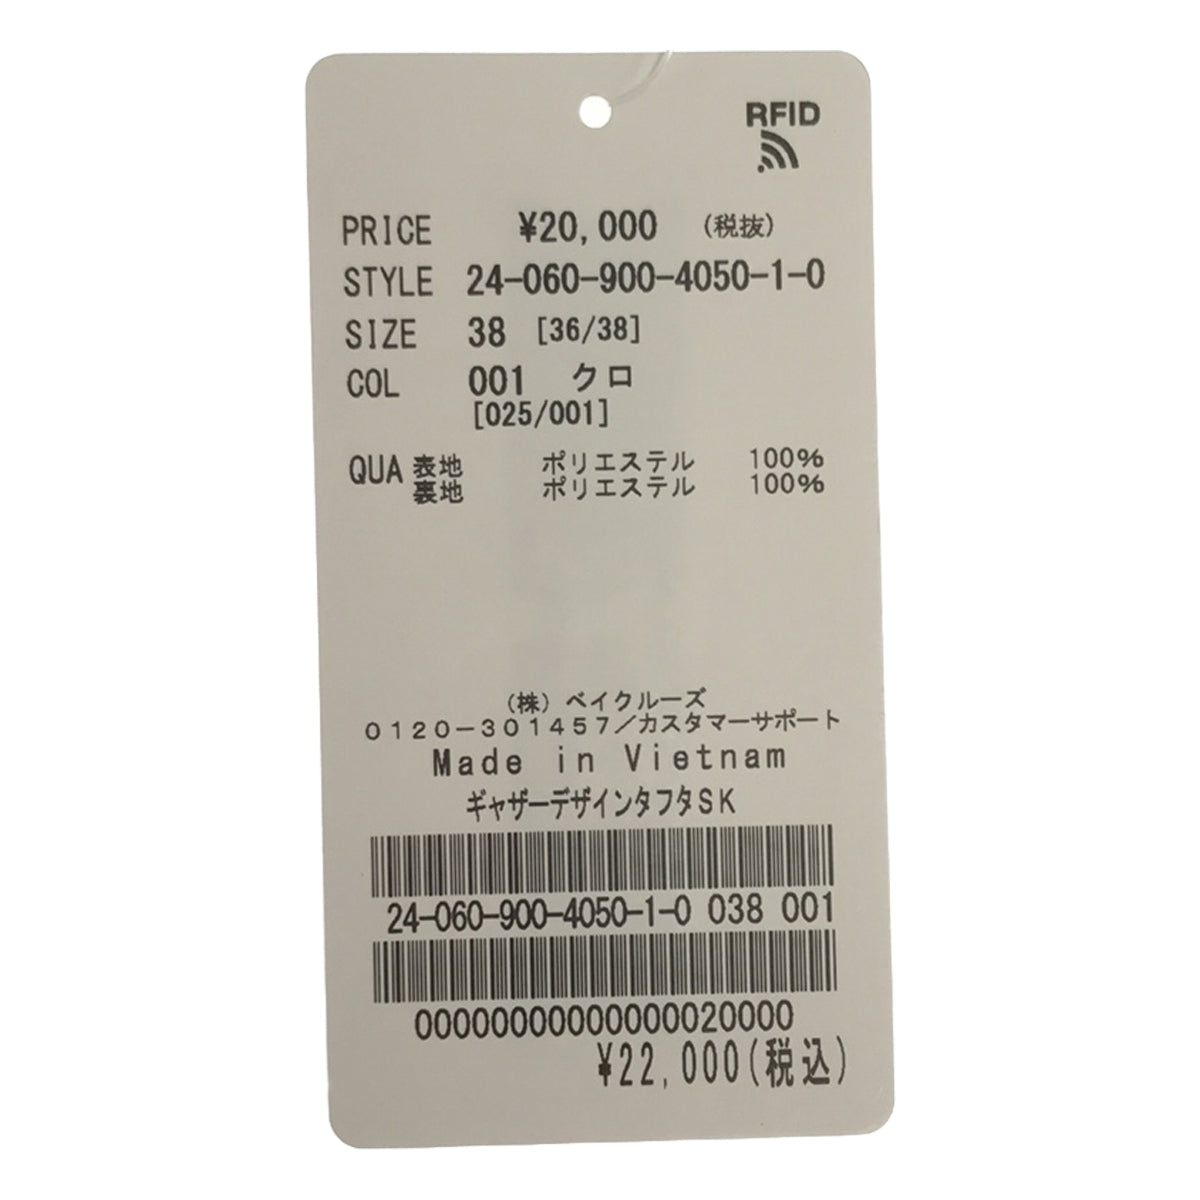 RFID
PRICE ¥20,000 (税抜)
STYLE 24-060-900-4050-1-0
SIZE 38 [36/38]
COL 001 クロ
[025/001]
QUA 表地 ポリエステル 100%
裏地 ポリエステル 100%
(株) ベイクルーズ
0120-301457/カスタマーサポート
Made in Vietnam
ギャザーデザインタフタSK
24-060-900-4050-1-0 038 001
00000000000000020000
¥22,000(税込)